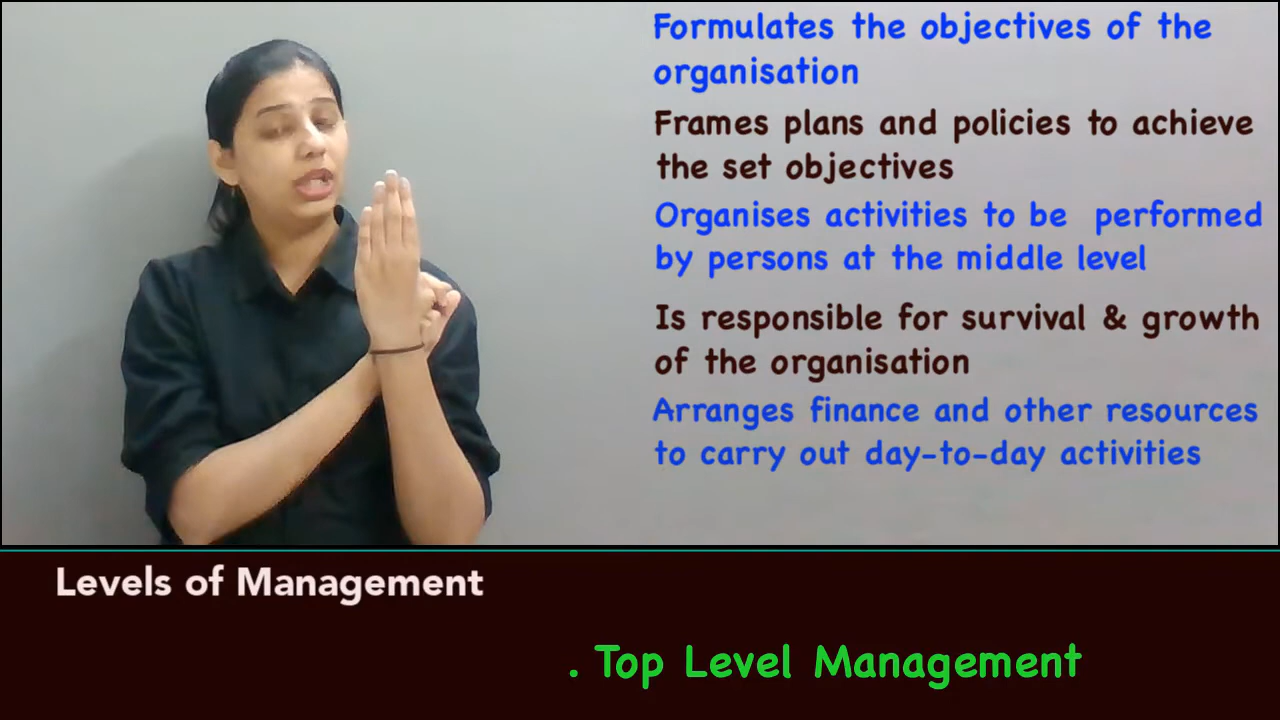 Formulates the objectives of the
organisation
Frames plans and policies to achieve
the set objectives
Organises activities to be performed
by persons at the middle level
Is responsible for survival & growth
of the organisation
Arranges finance and other resources
to carry out day-to-day activities
Levels of Management
. Top Level Management